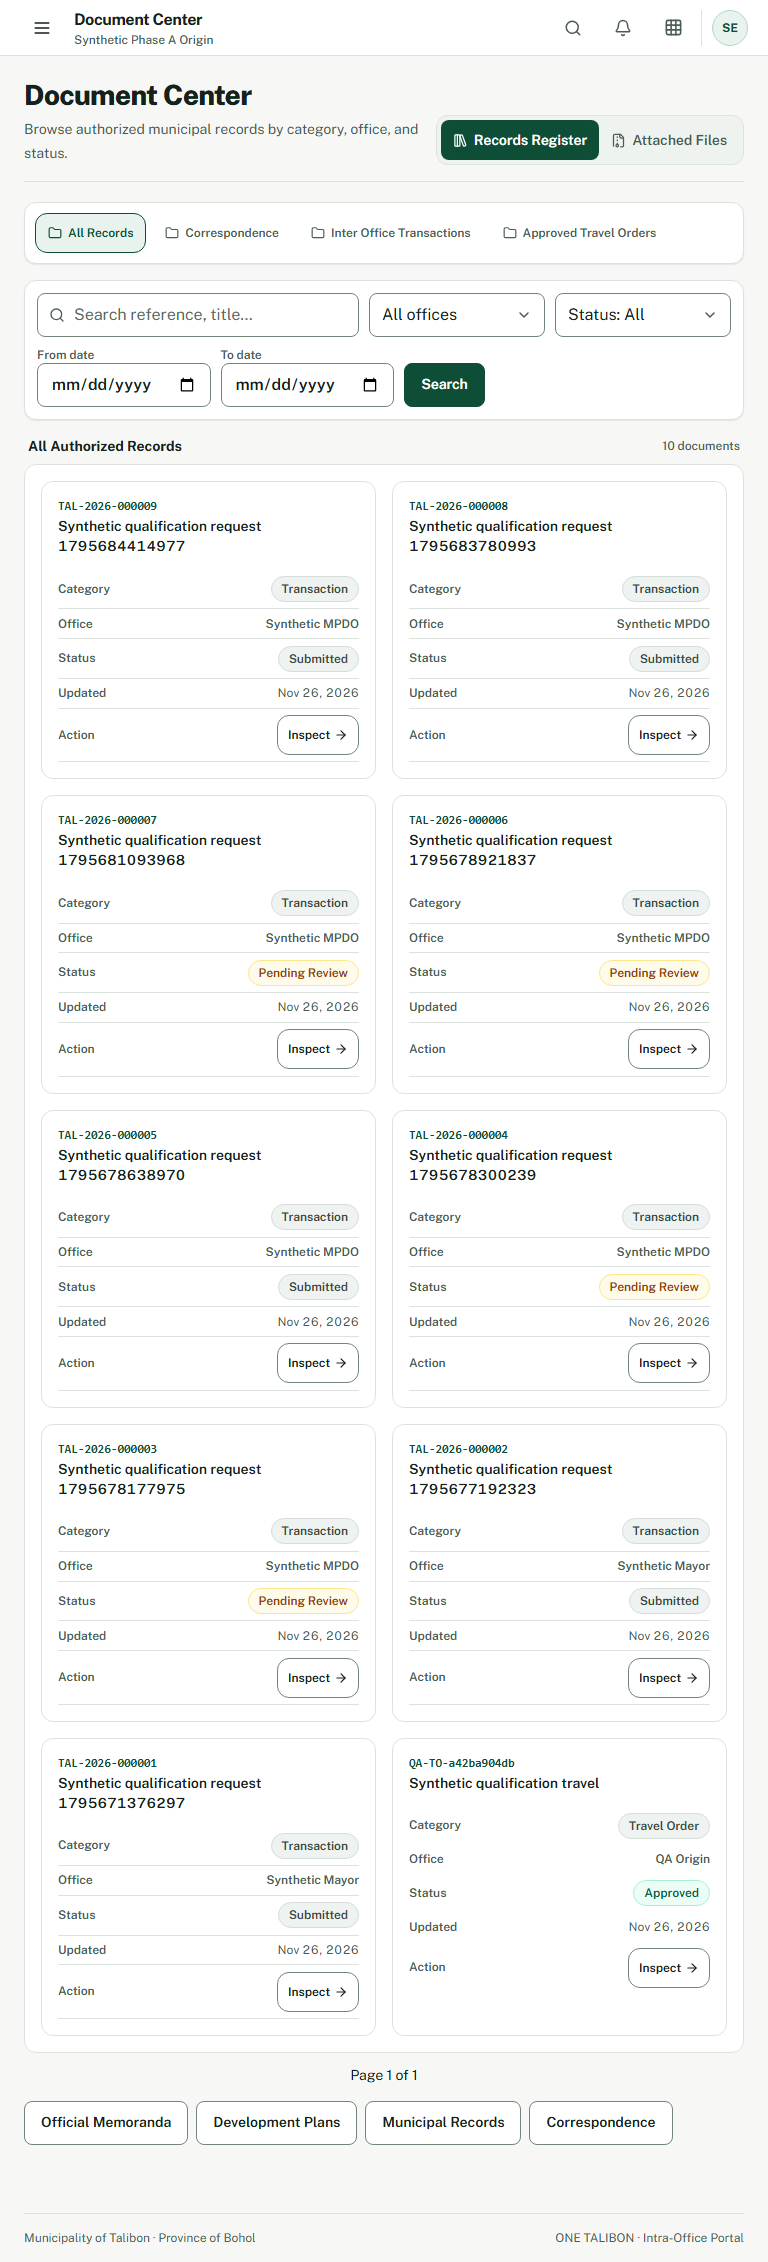 Document Center
Synthetic Phase A Origin
SE
Document Center
Browse authorized municipal records by category, office, and
status.
Records Register
Attached Files
All Records
Correspondence
Inter Office Transactions
Approved Travel Orders
Search reference, title...
All offices
Status: All
From date
To date
mm/dd/yyyy
mm/dd/yyyy
Search
All Authorized Records
10 documents
TAL-2026-000009
Synthetic qualification request
1795684414977
Category Transaction
Office Synthetic MPDO
Status Submitted
Updated Nov 26, 2026
Action Inspect →
TAL-2026-000008
Synthetic qualification request
1795683780993
Category Transaction
Office Synthetic MPDO
Status Submitted
Updated Nov 26, 2026
Action Inspect →
TAL-2026-000007
Synthetic qualification request
1795681093968
Category Transaction
Office Synthetic MPDO
Status Pending Review
Updated Nov 26, 2026
Action Inspect →
TAL-2026-000006
Synthetic qualification request
1795678921837
Category Transaction
Office Synthetic MPDO
Status Pending Review
Updated Nov 26, 2026
Action Inspect →
TAL-2026-000005
Synthetic qualification request
1795678638970
Category Transaction
Office Synthetic MPDO
Status Submitted
Updated Nov 26, 2026
Action Inspect →
TAL-2026-000004
Synthetic qualification request
1795678300239
Category Transaction
Office Synthetic MPDO
Status Pending Review
Updated Nov 26, 2026
Action Inspect →
TAL-2026-000003
Synthetic qualification request
1795678177975
Category Transaction
Office Synthetic MPDO
Status Pending Review
Updated Nov 26, 2026
Action Inspect →
TAL-2026-000002
Synthetic qualification request
1795677192323
Category Transaction
Office Synthetic Mayor
Status Submitted
Updated Nov 26, 2026
Action Inspect →
TAL-2026-000001
Synthetic qualification request
1795671376297
Category Transaction
Office Synthetic Mayor
Status Submitted
Updated Nov 26, 2026
Action Inspect →
QA-TO-a42ba904db
Synthetic qualification travel
Category Travel Order
Office QA Origin
Status Approved
Updated Nov 26, 2026
Action Inspect →
Page 1 of 1
Official Memoranda
Development Plans
Municipal Records
Correspondence
Municipality of Talibon · Province of Bohol
ONE TALIBON · Intra-Office Portal